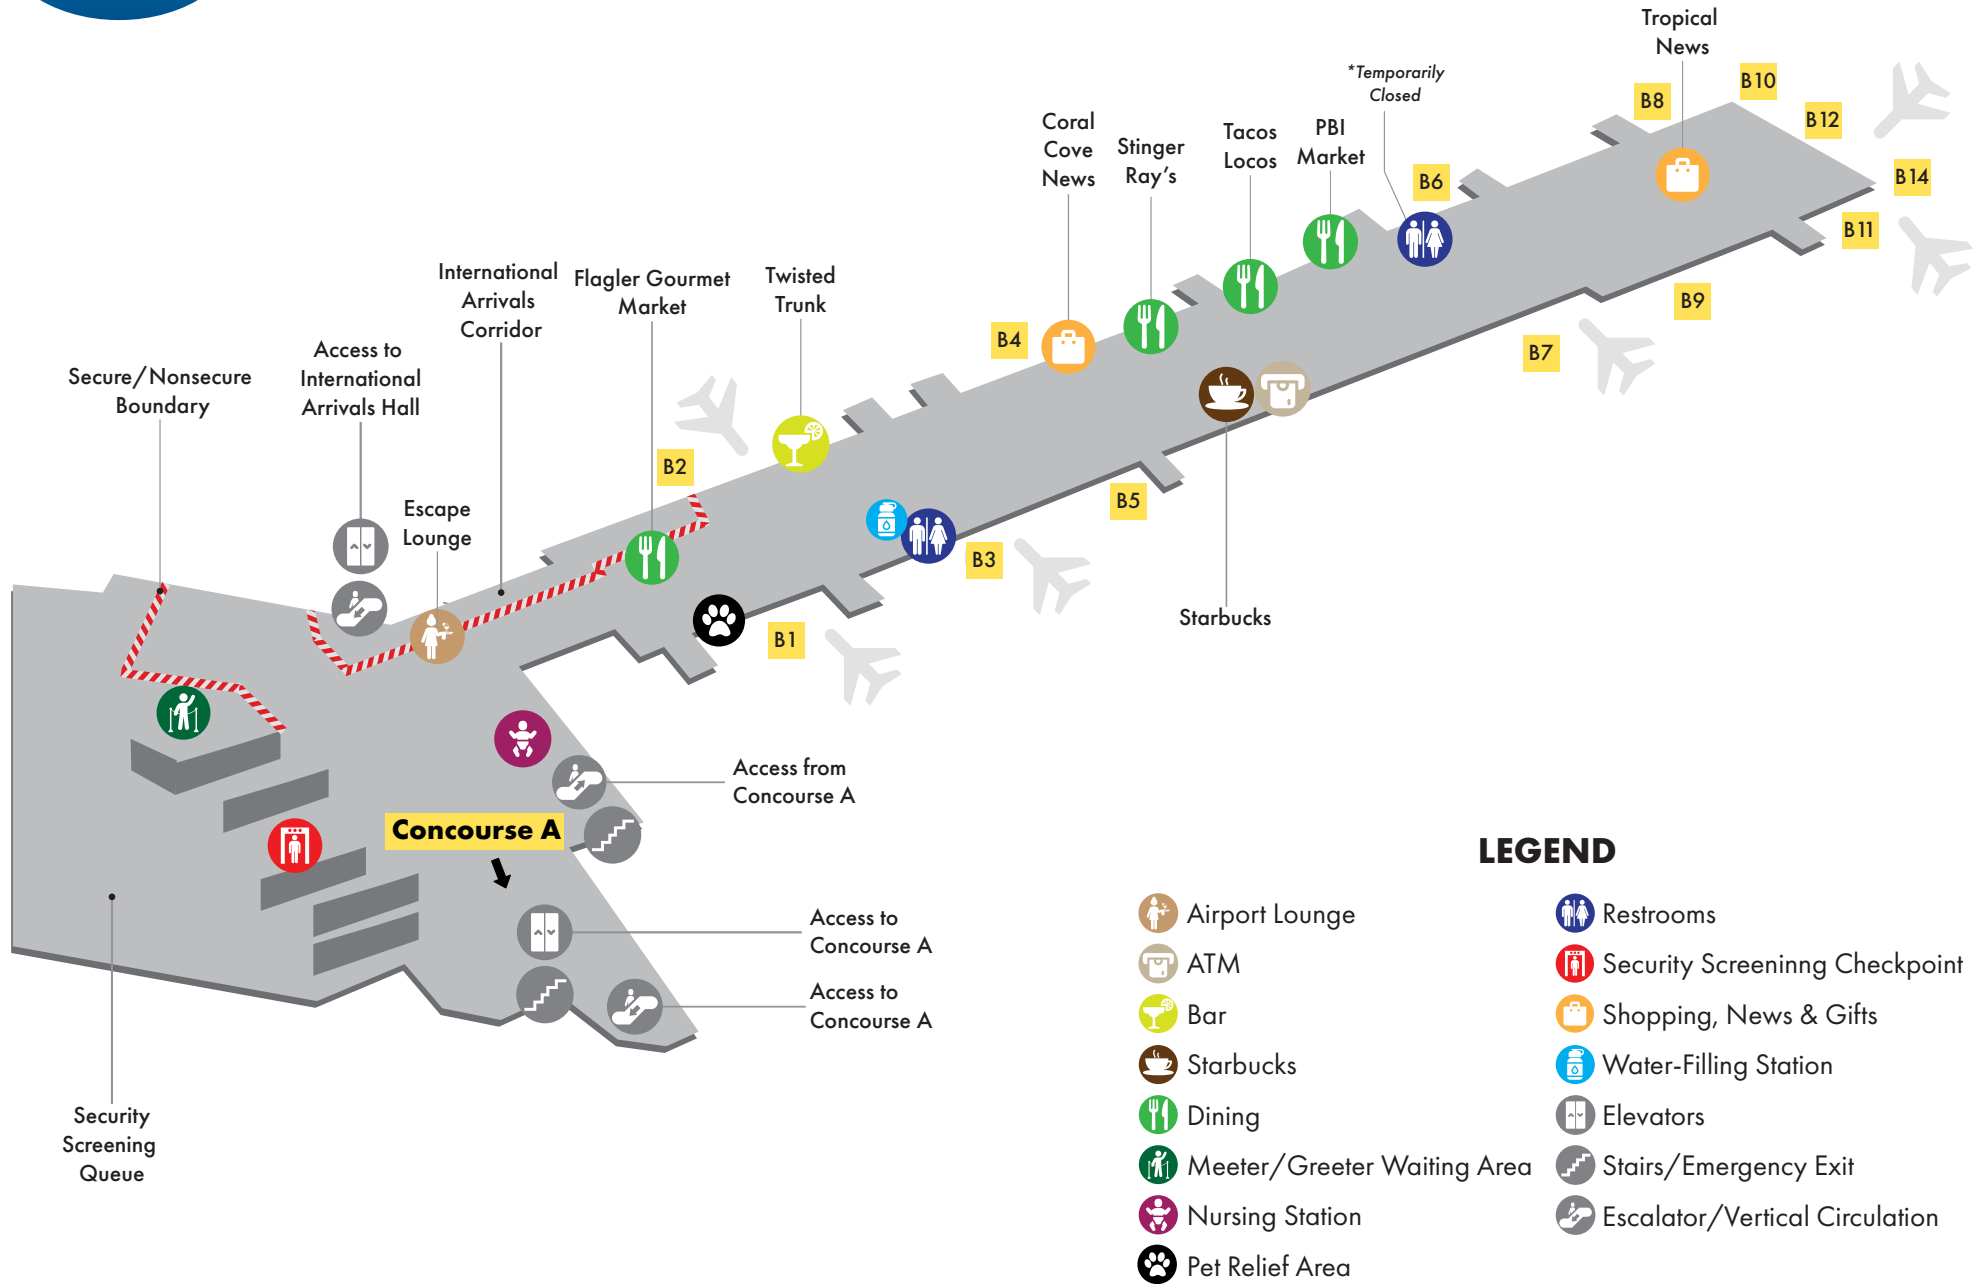 Tropical
News
B10
B8
B12
*Temporarily
Closed
Coral
Cove
News
Stinger
Ray's
Tacos
Locos
PBI
Market
B6
B14
B11
B9
B7
B4
International
Arrivals
Corridor
Flagler Gourmet
Market
Twisted
Trunk
Access to
International
Arrivals Hall
Secure/Nonsecure
Boundary
B2
Escape
Lounge
B5
B3
B1
Starbucks
Access from
Concourse A
Concourse A
Access to
Concourse A
Access to
Concourse A
Security
Screening
Queue
LEGEND
Airport Lounge
ATM
Bar
Starbucks
Dining
Meeter/Greeter Waiting Area
Nursing Station
Pet Relief Area
Restrooms
Security Screeninng Checkpoint
Shopping, News & Gifts
Water-Filling Station
Elevators
Stairs/Emergency Exit
Escalator/Vertical Circulation